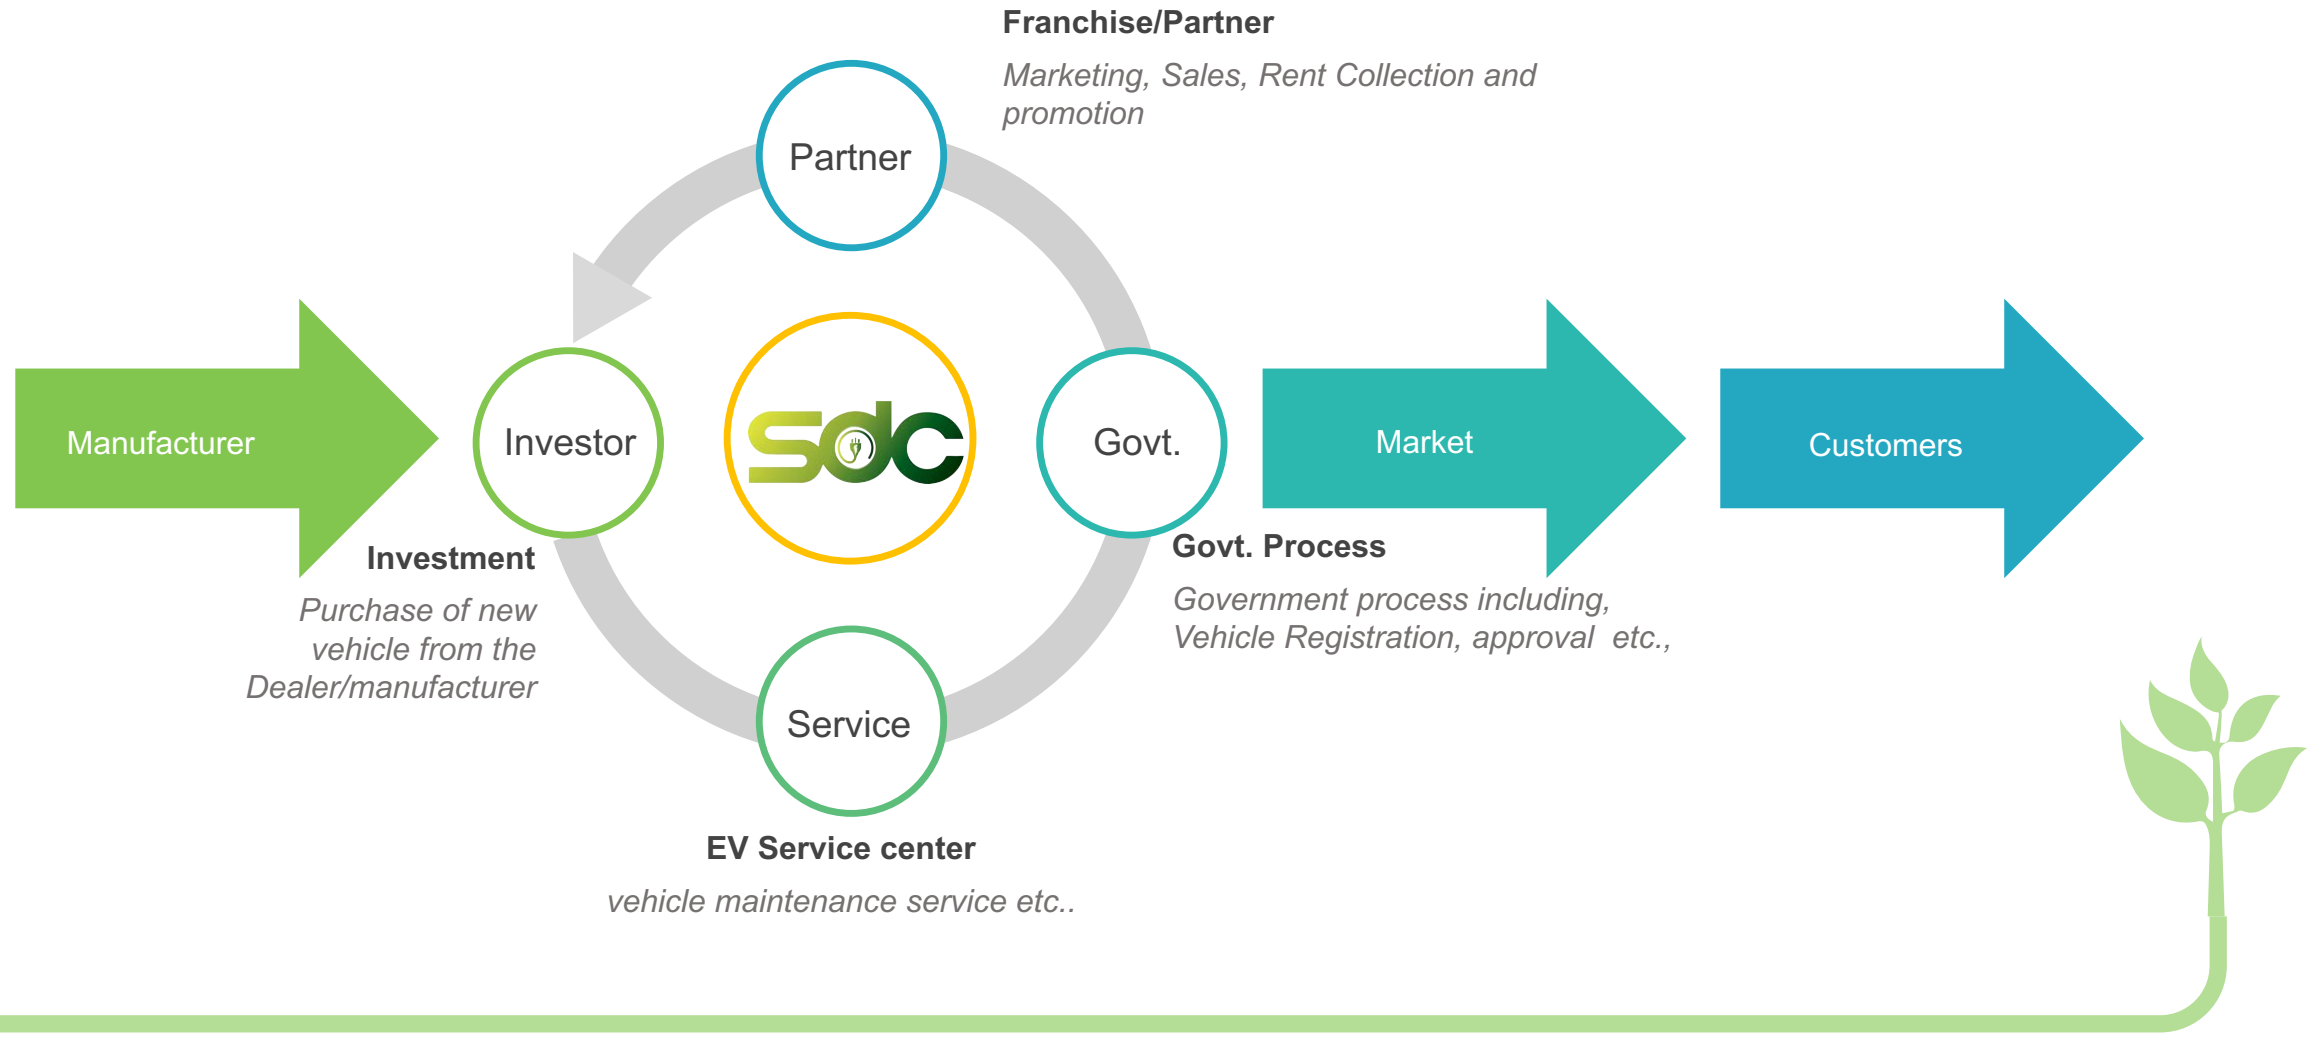 Franchise/Partner
Marketing, Sales, Rent Collection and
promotion
Partner
Manufacturer
Investor
sdc
Govt.
Market
Customers
Investment
Purchase of new
vehicle from the
Dealer/manufacturer
Govt. Process
Government process including,
Vehicle Registration, approval  etc.,
Service
EV Service center
vehicle maintenance service etc..